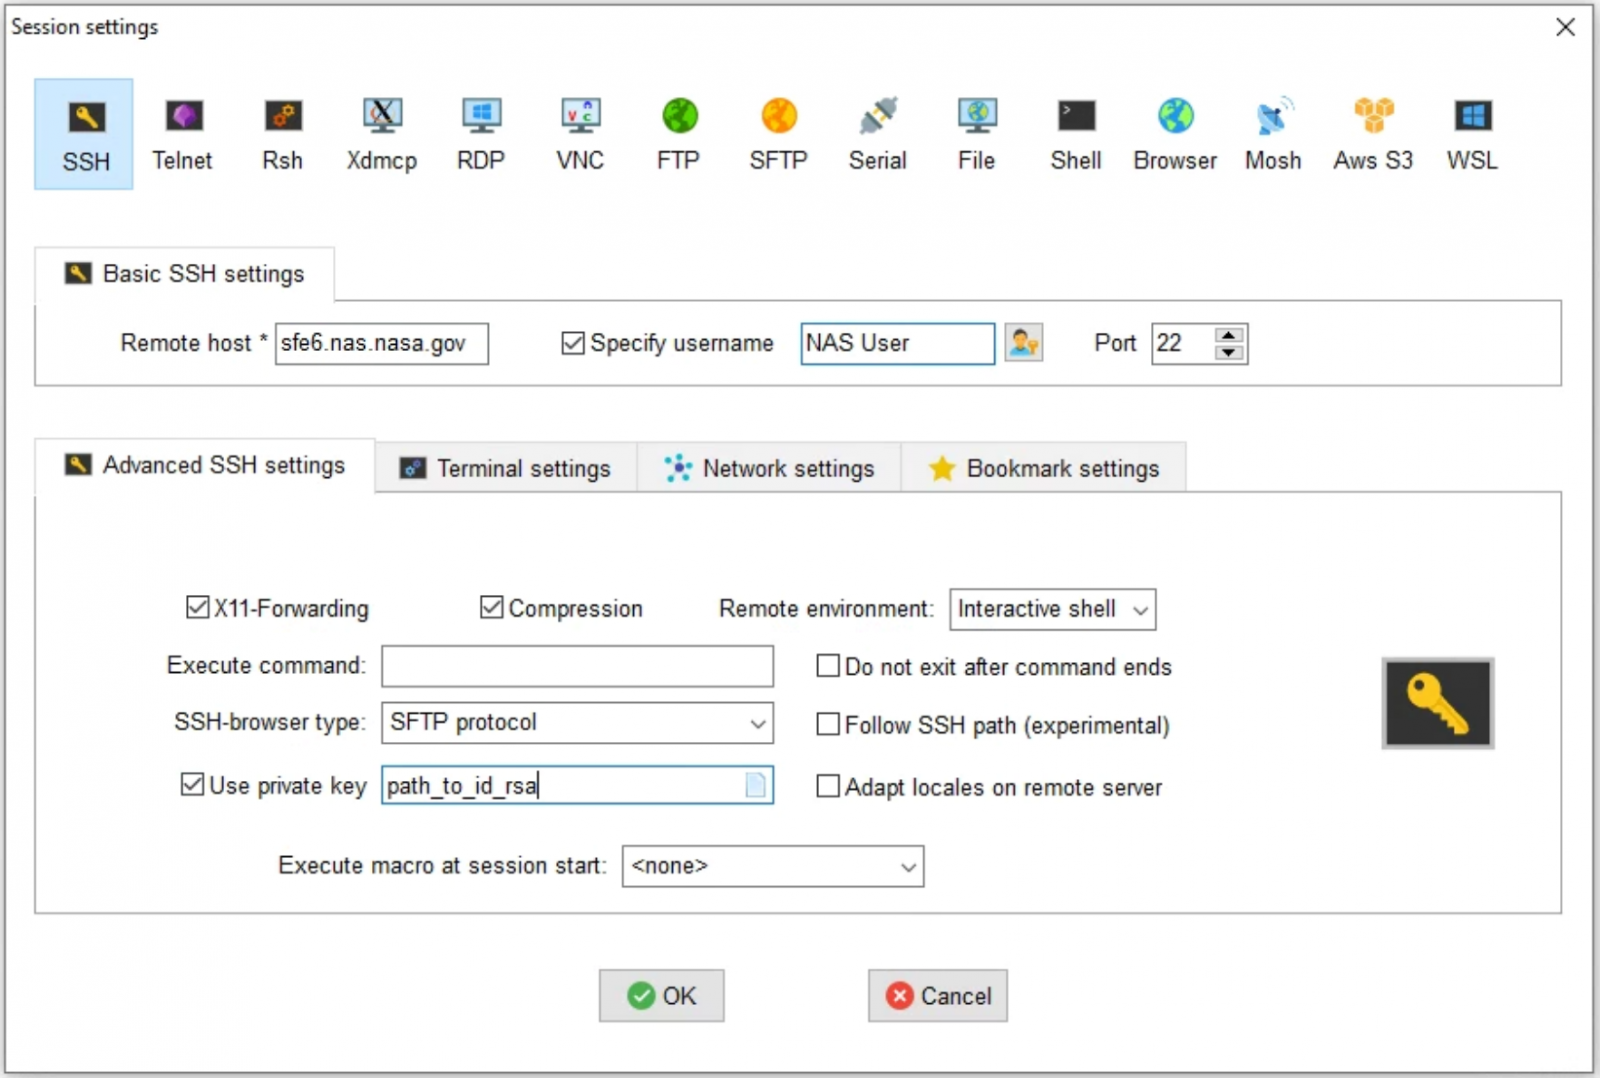 Session settings
SSH Telnet Rsh Xdmcp RDP VNC FTP SFTP Serial File Shell Browser Mosh Aws S3 WSL
Basic SSH settings
Remote host * sfe6.nas.nasa.gov Specify username NAS User Port 22
Advanced SSH settings Terminal settings Network settings Bookmark settings
X11-Forwarding Compression Remote environment: Interactive shell
Execute command: Do not exit after command ends
SSH-browser type: SFTP protocol Follow SSH path (experimental)
Use private key path_to_id_rsa Adapt locales on remote server
Execute macro at session start: <none>
OK Cancel